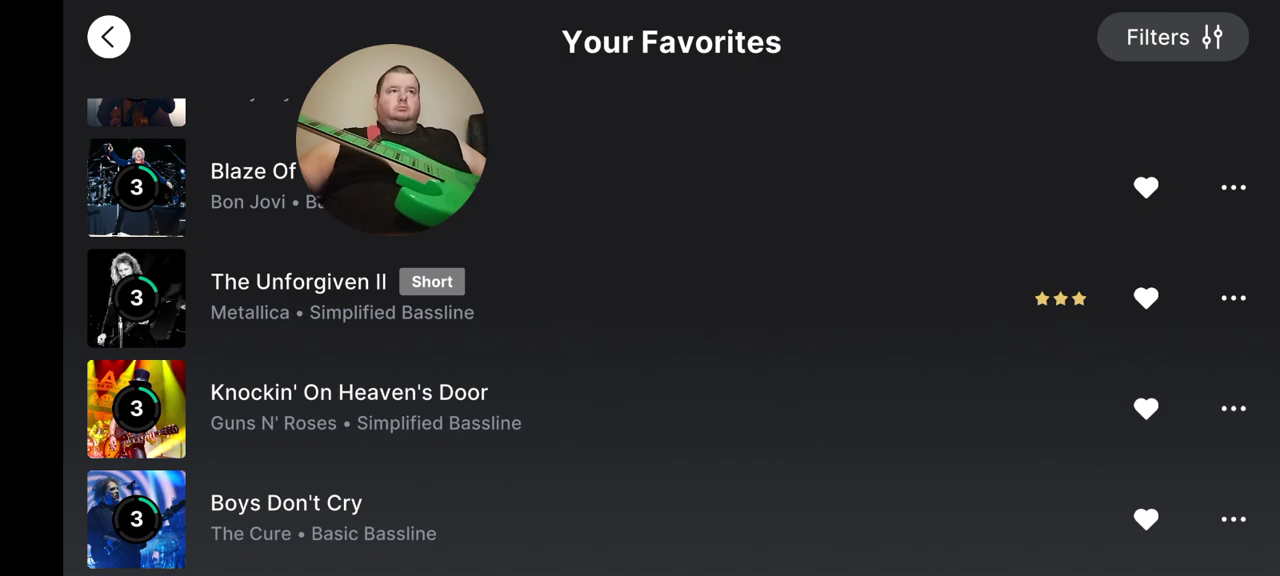 Your Favorites
Filters
3
Blaze Of
Bon Jovi •
3
The Unforgiven II Short
Metallica • Simplified Bassline
3
Knockin' On Heaven's Door
Guns N' Roses • Simplified Bassline
3
Boys Don't Cry
The Cure • Basic Bassline